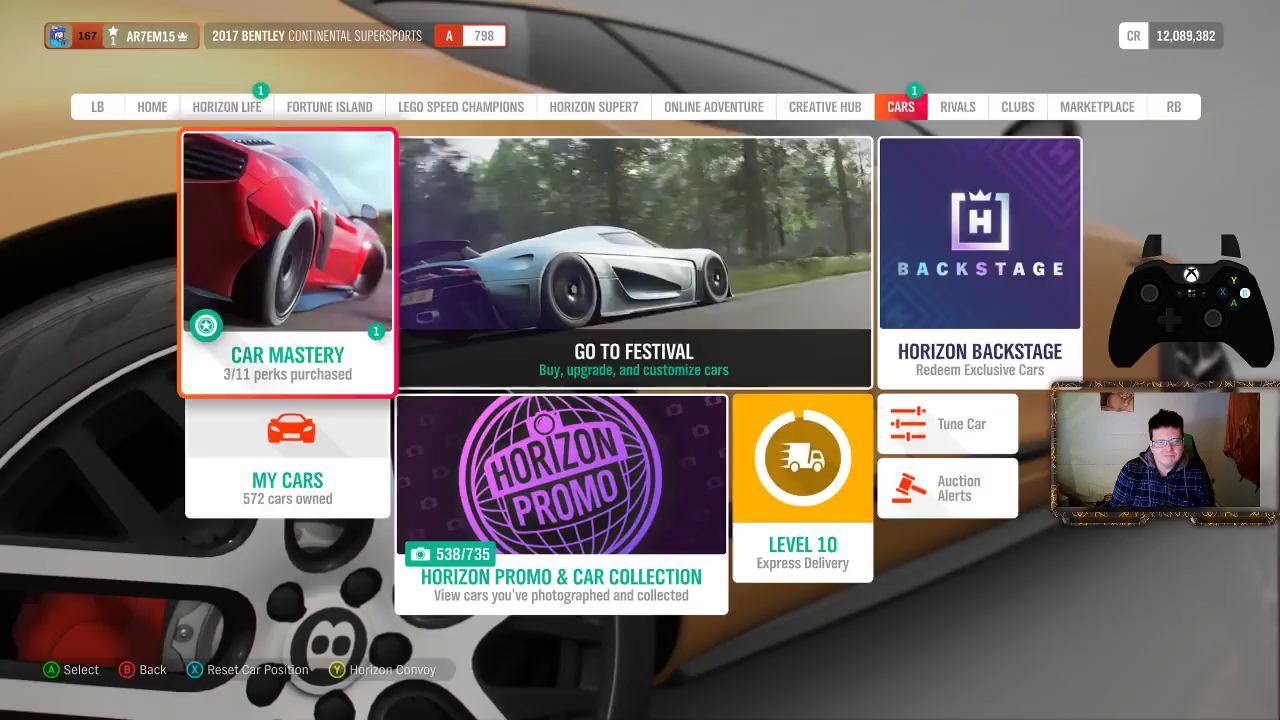 167 1 AR7EM15
2017 BENTLEY CONTINENTAL SUPERSPORTS A 798
CR 12,089,382
1
1
LB HOME HORIZON LIFE FORTUNE ISLAND LEGO SPEED CHAMPIONS HORIZON SUPER7 ONLINE ADVENTURE CREATIVE HUB CARS RIVALS CLUBS MARKETPLACE RB
1
CAR MASTERY
3/11 perks purchased
GO TO FESTIVAL
Buy, upgrade, and customize cars
H
BACKSTAGE
HORIZON BACKSTAGE
Redeem Exclusive Cars
Y
X B
A
MY CARS
572 cars owned
HORIZON
PROMO
538/735
HORIZON PROMO & CAR COLLECTION
View cars you've photographed and collected
LEVEL 10
Express Delivery
Tune Car
Auction
Alerts
A Select B Back X Reset Car Position Y Horizon Convoy